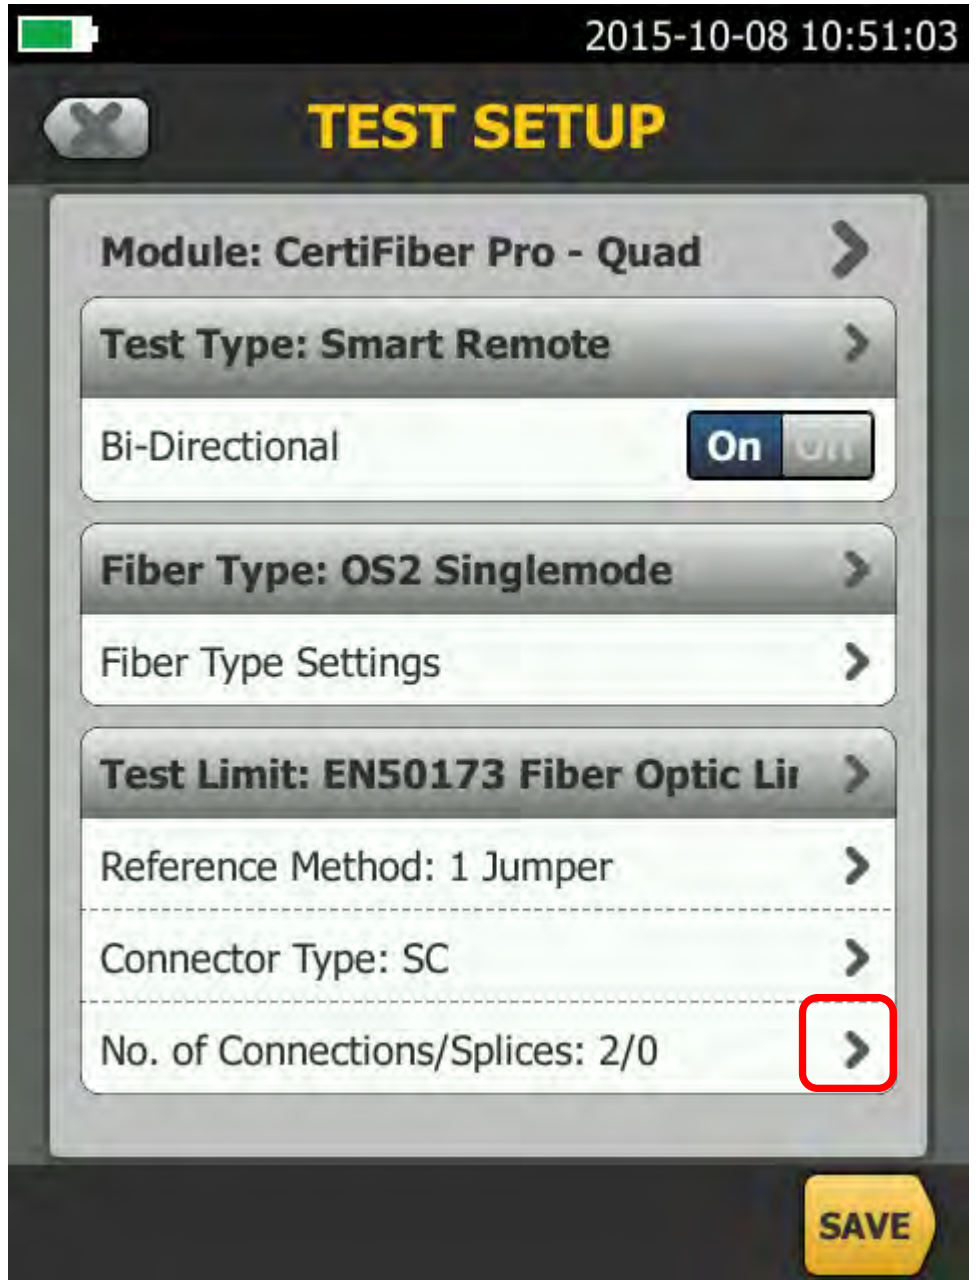 2015-10-08 10:51:03
TEST SETUP
Module: CertiFiber Pro - Quad
Test Type: Smart Remote
Bi-Directional
On Off
Fiber Type: OS2 Singlemode
Fiber Type Settings
Test Limit: EN50173 Fiber Optic Lin
Reference Method: 1 Jumper
Connector Type: SC
No. of Connections/Splices: 2/0
SAVE